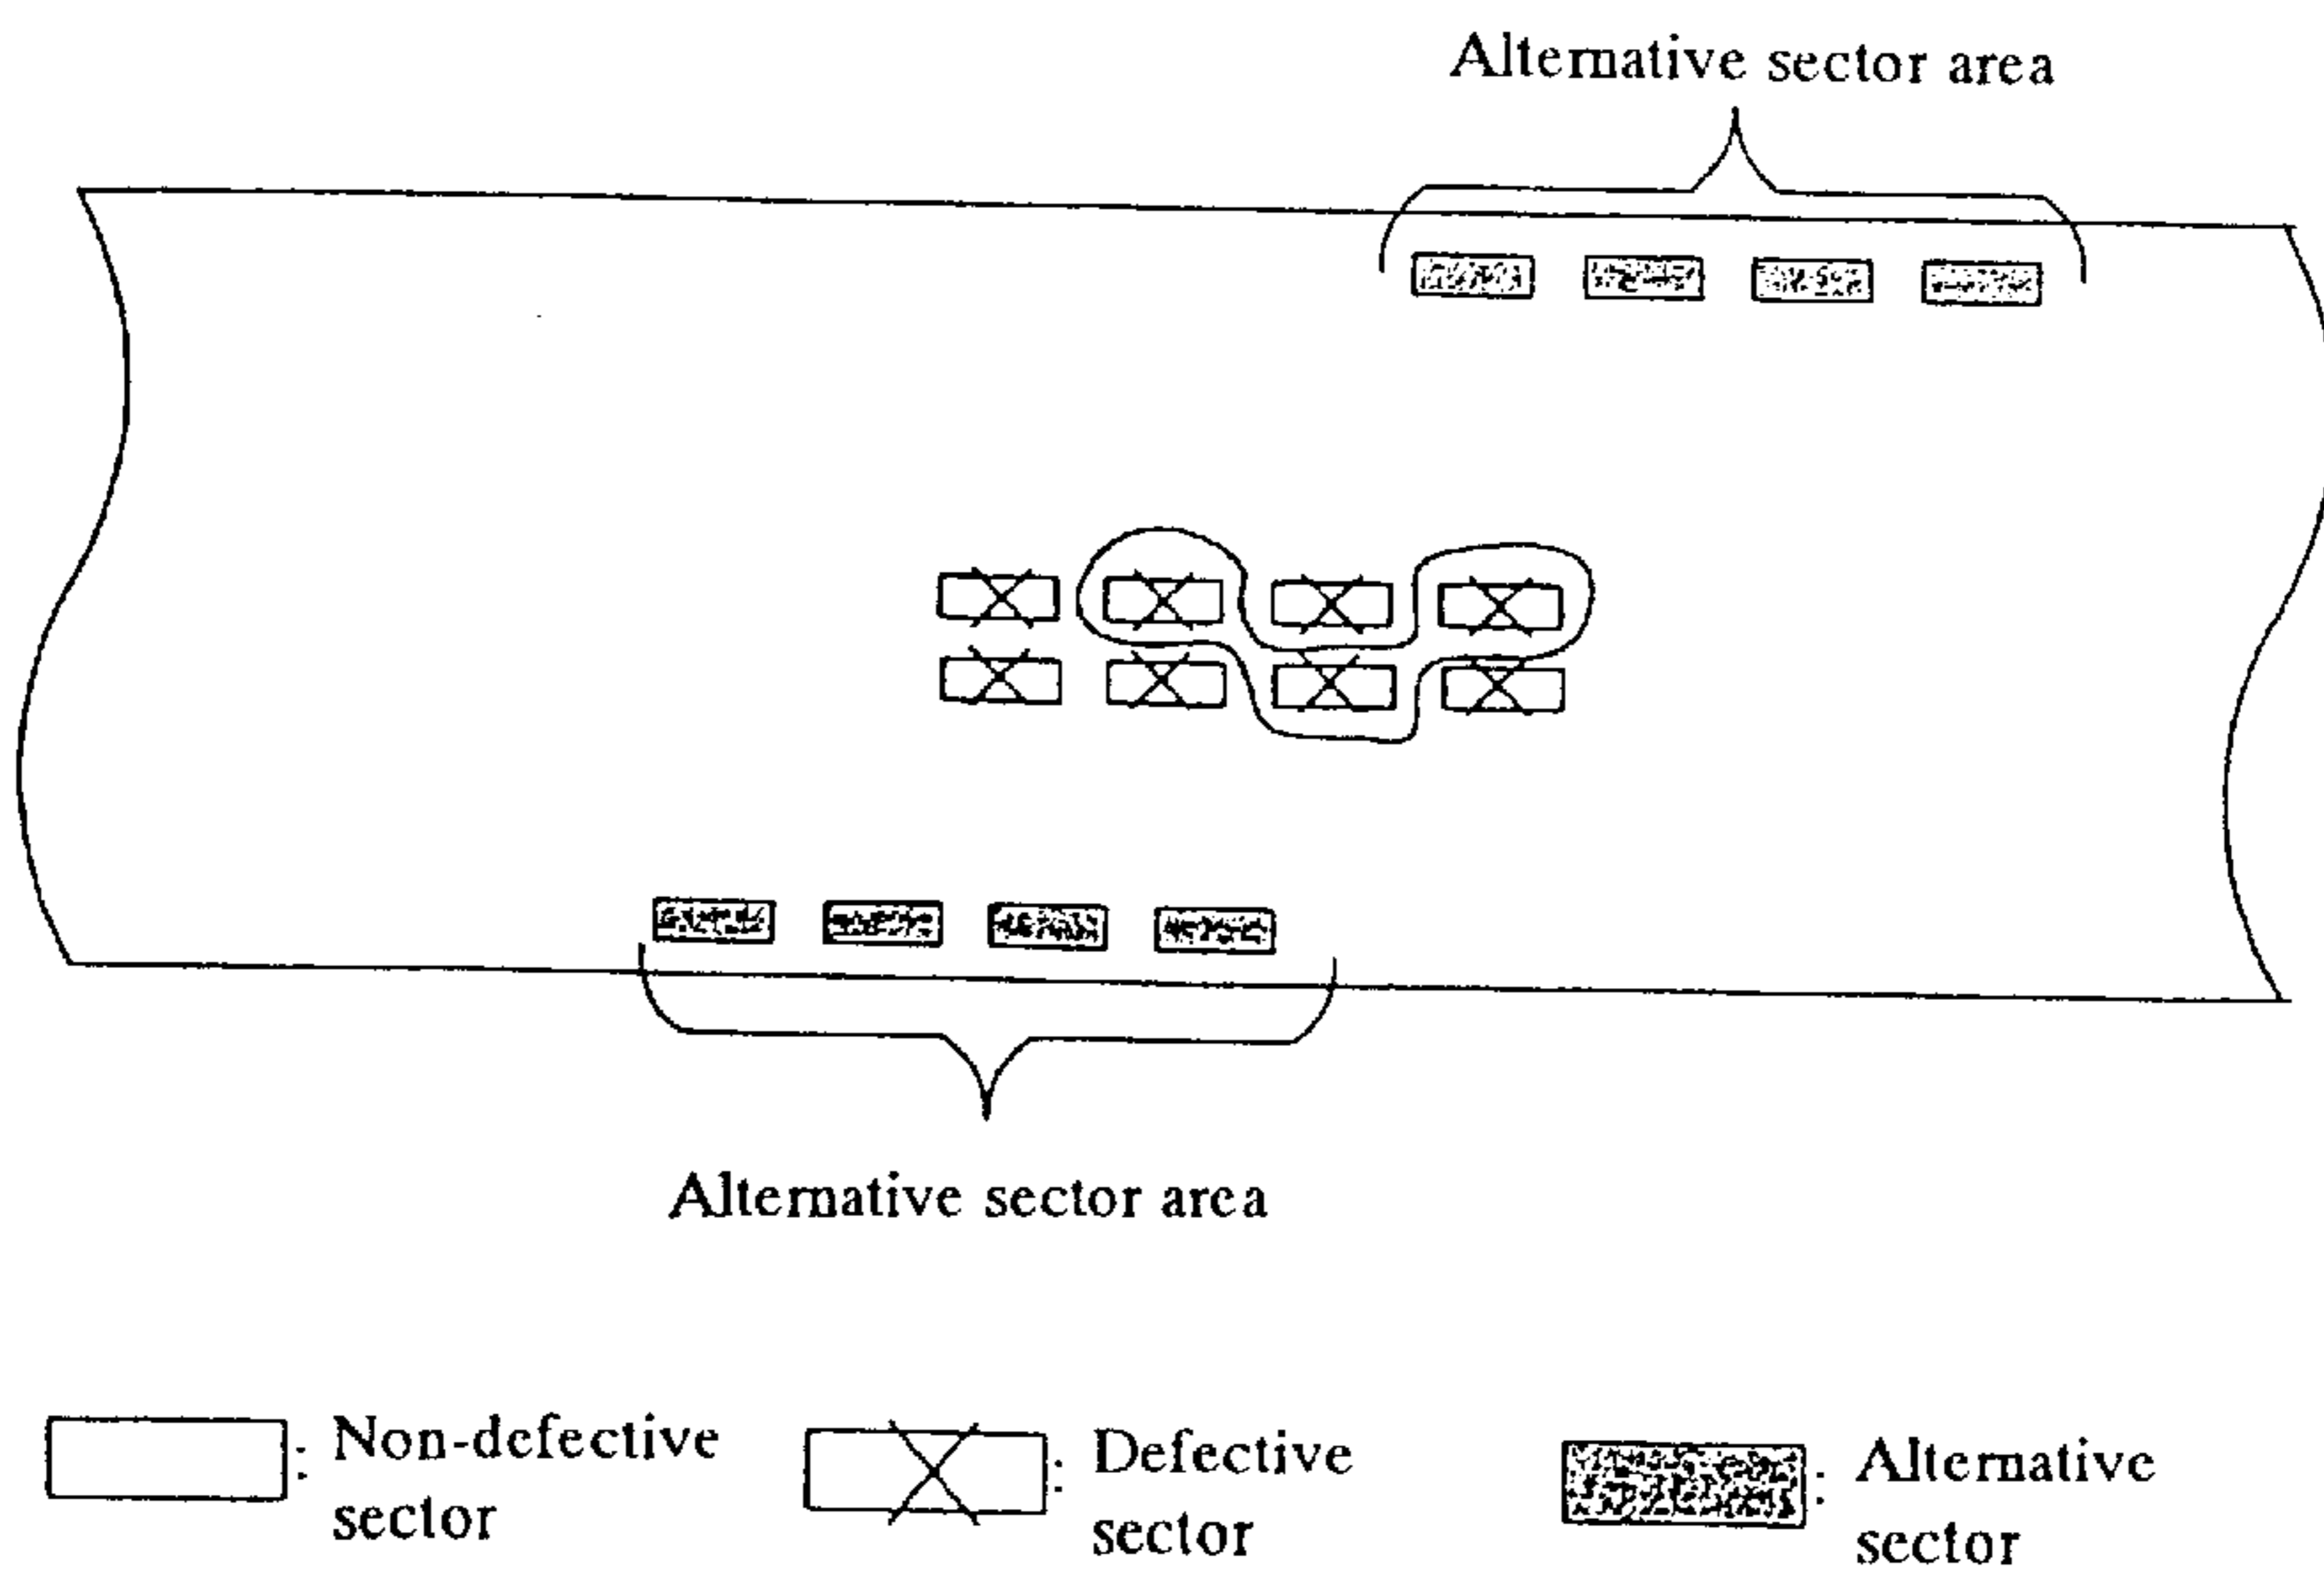 Alternative sector area
Alternative sector area
: Non-defective
sector
: Defective
sector
: Alternative
sector